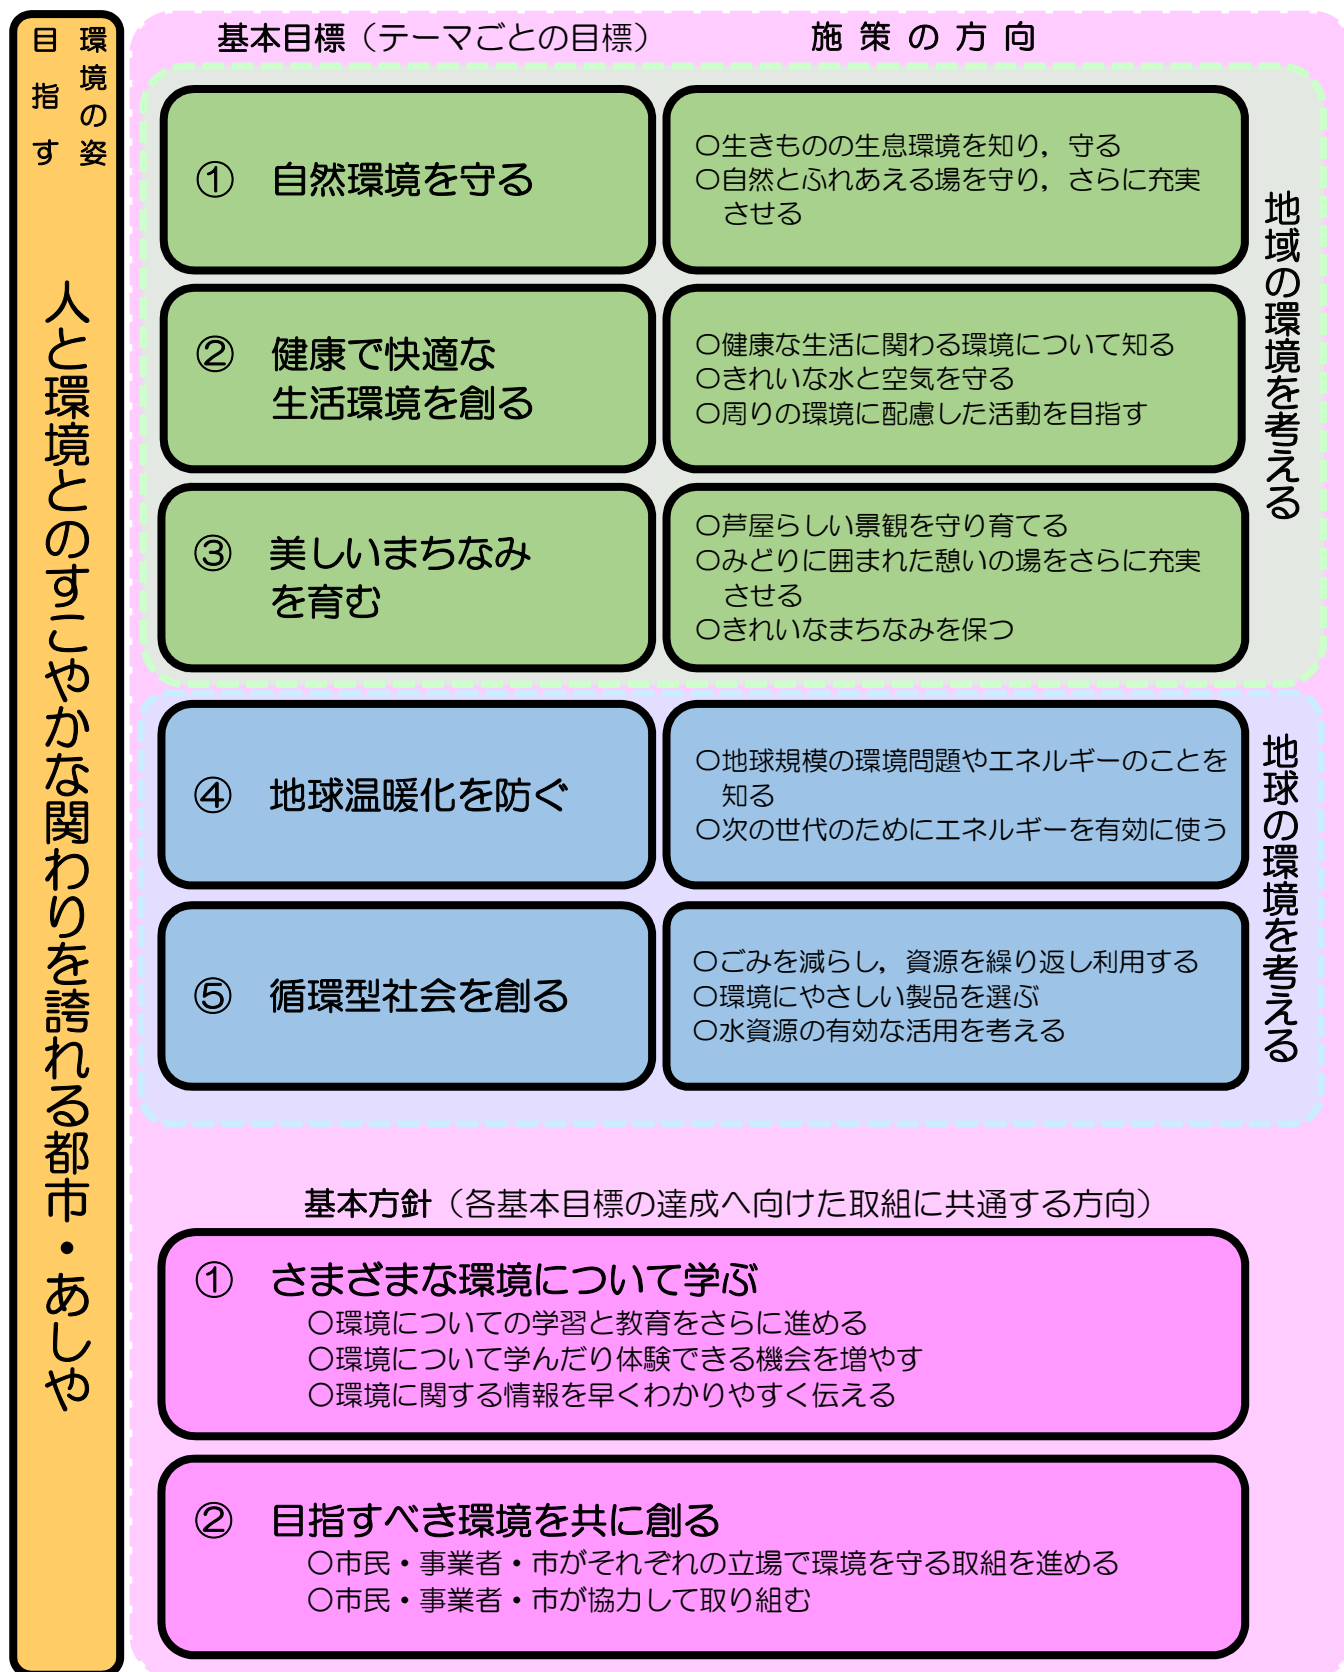 目指す
環境の姿
人と環境とのすこやかな関わりを誇れる都市・あしや
基本目標（テーマごとの目標）
施策の方向
① 自然環境を守る
〇生きものの生息環境を知り，守る
〇自然とふれあえる場を守り，さらに充実
させる
② 健康で快適な
生活環境を創る
〇健康な生活に関わる環境について知る
〇きれいな水と空気を守る
〇周りの環境に配慮した活動を目指す
③ 美しいまちなみ
を育む
〇芦屋らしい景観を守り育てる
〇みどりに囲まれた憩いの場をさらに充実
させる
〇きれいなまちなみを保つ
地域の環境を考える
④ 地球温暖化を防ぐ
〇地球規模の環境問題やエネルギーのことを
知る
〇次の世代のためにエネルギーを有効に使う
⑤ 循環型社会を創る
〇ごみを減らし，資源を繰り返し利用する
〇環境にやさしい製品を選ぶ
〇水資源の有効な活用を考える
地球の環境を考える
基本方針（各基本目標の達成へ向けた取組に共通する方向）
① さまざまな環境について学ぶ
〇環境についての学習と教育をさらに進める
〇環境について学んだり体験できる機会を増やす
〇環境に関する情報を早くわかりやすく伝える
② 目指すべき環境を共に創る
〇市民・事業者・市がそれぞれの立場で環境を守る取組を進める
〇市民・事業者・市が協力して取り組む